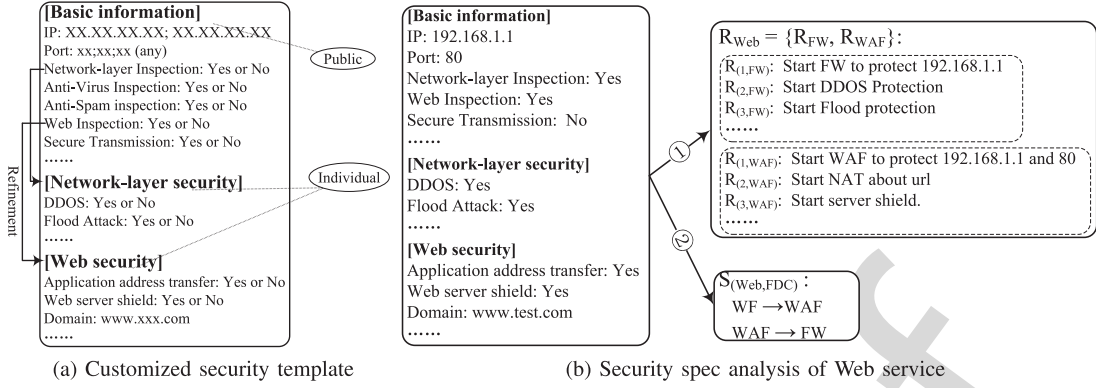 [Basic information]
IP: XX.XX.XX.XX; XX.XX.XX.XX
Port: xx;xx;xx (any)
Network-layer Inspection: Yes or No
Anti-Virus Inspection: Yes or No
Anti-Spam inspection: Yes or No
Web Inspection: Yes or No
Secure Transmission: Yes or No
......
[Network-layer security]
DDOS: Yes or No
Flood Attack: Yes or No
......
[Web security]
Application address transfer: Yes or No
Web server shield: Yes or No
Domain: www.xxx.com
......
Refinement
Public
Individual
(a) Customized security template
[Basic information]
IP: 192.168.1.1
Port: 80
Network-layer Inspection: Yes
Web Inspection: Yes
Secure Transmission: No
......
[Network-layer security]
DDOS: Yes
Flood Attack: Yes
......
[Web security]
Application address transfer: Yes
Web server shield: Yes
Domain: www.test.com
......
1
2
R_Web = {R_FW, R_WAF}:
R_(1,FW): Start FW to protect 192.168.1.1
R_(2,FW): Start DDOS Protection
R_(3,FW): Start Flood protection
......
R_(1,WAF): Start WAF to protect 192.168.1.1 and 80
R_(2,WAF): Start NAT about url
R_(3,WAF): Start server shield.
......
S_(Web,FDC) :
WF →WAF
WAF → FW
(b) Security spec analysis of Web service